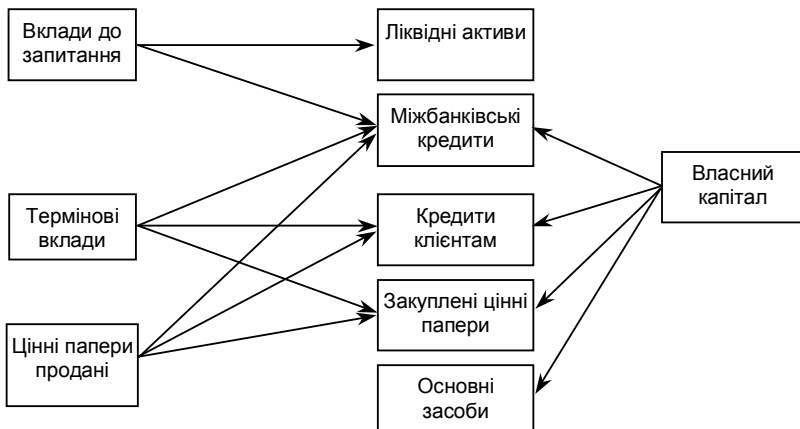 Вклади до
запитання
Ліквідні активи
Міжбанківські
кредити
Власний
капітал
Термінові
вклади
Кредити
клієнтам
Закуплені цінні
папери
Цінні папери
продані
Основні
засоби